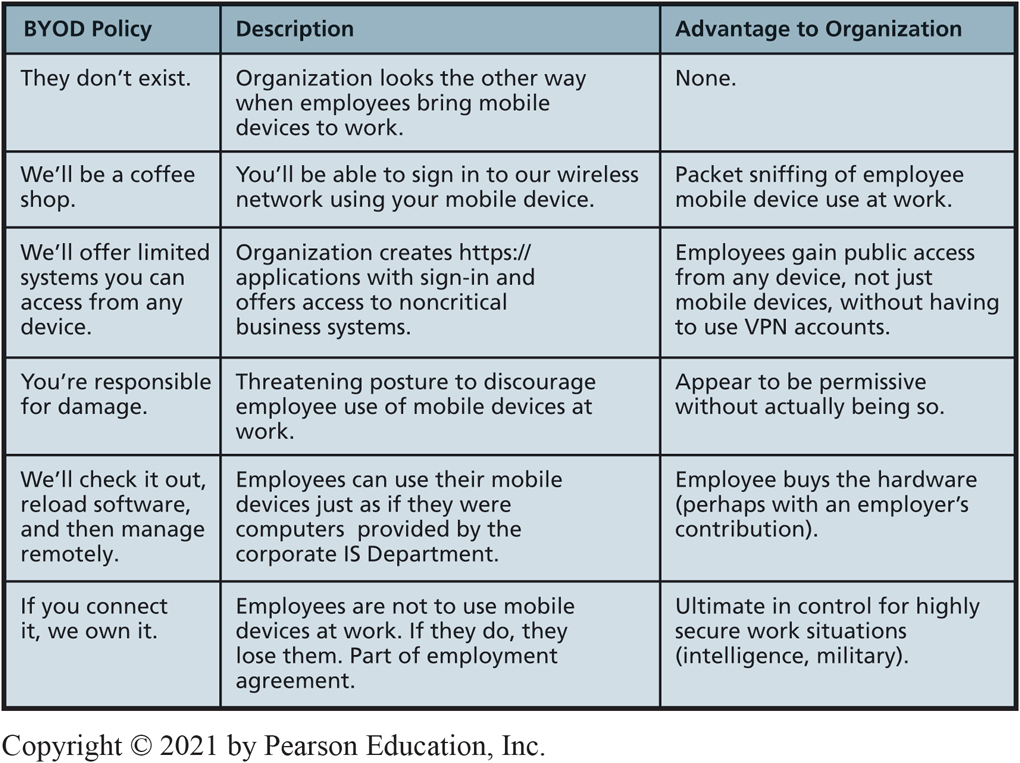 BYOD Policy
Description
Advantage to Organization
They don't exist.
Organization looks the other way
when employees bring mobile
devices to work.
None.
We'll be a coffee
shop.
You'll be able to sign in to our wireless
network using your mobile device.
Packet sniffing of employee
mobile device use at work.
We'll offer limited
systems you can
access from any
device.
Organization creates https://
applications with sign-in and
offers access to noncritical
business systems.
Employees gain public access
from any device, not just
mobile devices, without having
to use VPN accounts.
You're responsible
for damage.
Threatening posture to discourage
employee use of mobile devices at
work.
Appear to be permissive
without actually being so.
We'll check it out,
reload software,
and then manage
remotely.
Employees can use their mobile
devices just as if they were
computers provided by the
corporate IS Department.
Employee buys the hardware
(perhaps with an employer's
contribution).
If you connect
it, we own it.
Employees are not to use mobile
devices at work. If they do, they
lose them. Part of employment
agreement.
Ultimate in control for highly
secure work situations
(intelligence, military).
Copyright © 2021 by Pearson Education, Inc.